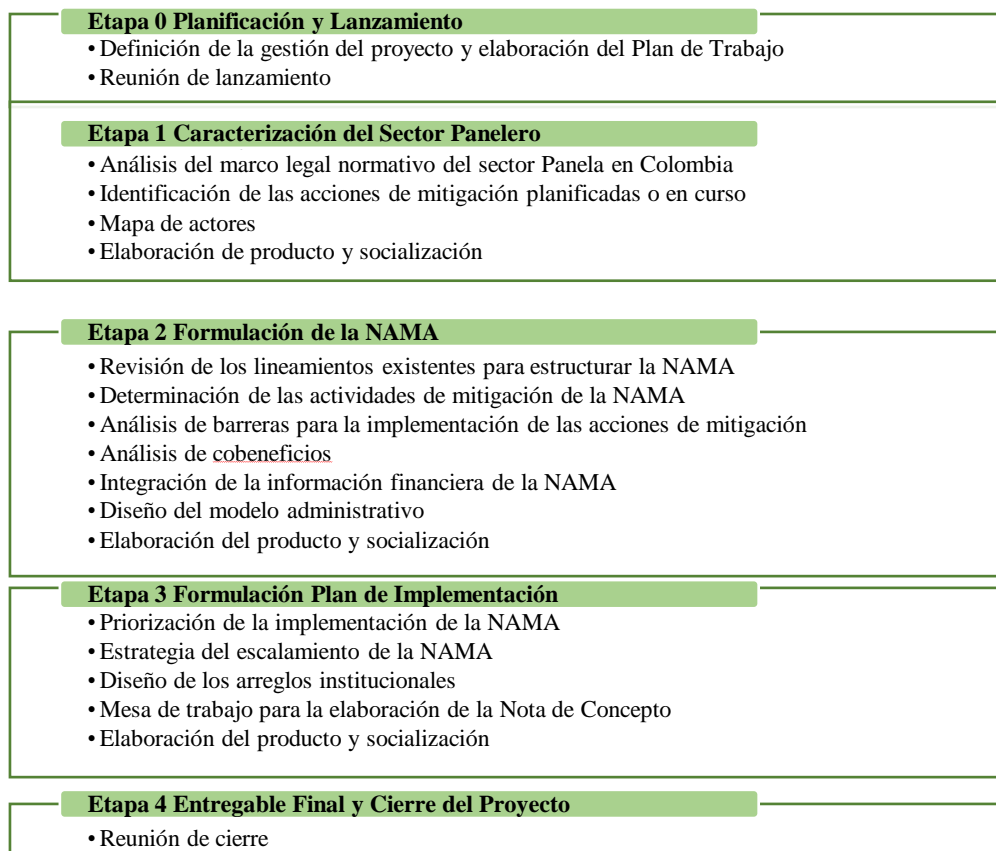 Etapa 0 Planificación y Lanzamiento
• Definición de la gestión del proyecto y elaboración del Plan de Trabajo
• Reunión de lanzamiento
Etapa 1 Caracterización del Sector Panelero
• Análisis del marco legal normativo del sector Panela en Colombia
• Identificación de las acciones de mitigación planificadas o en curso
• Mapa de actores
• Elaboración de producto y socialización
Etapa 2 Formulación de la NAMA
• Revisión de los lineamientos existentes para estructurar la NAMA
• Determinación de las actividades de mitigación de la NAMA
• Análisis de barreras para la implementación de las acciones de mitigación
• Análisis de cobeneficios
• Integración de la información financiera de la NAMA
• Diseño del modelo administrativo
• Elaboración del producto y socialización
Etapa 3 Formulación Plan de Implementación
• Priorización de la implementación de la NAMA
• Estrategia del escalamiento de la NAMA
• Diseño de los arreglos institucionales
• Mesa de trabajo para la elaboración de la Nota de Concepto
• Elaboración del producto y socialización
Etapa 4 Entregable Final y Cierre del Proyecto
• Reunión de cierre